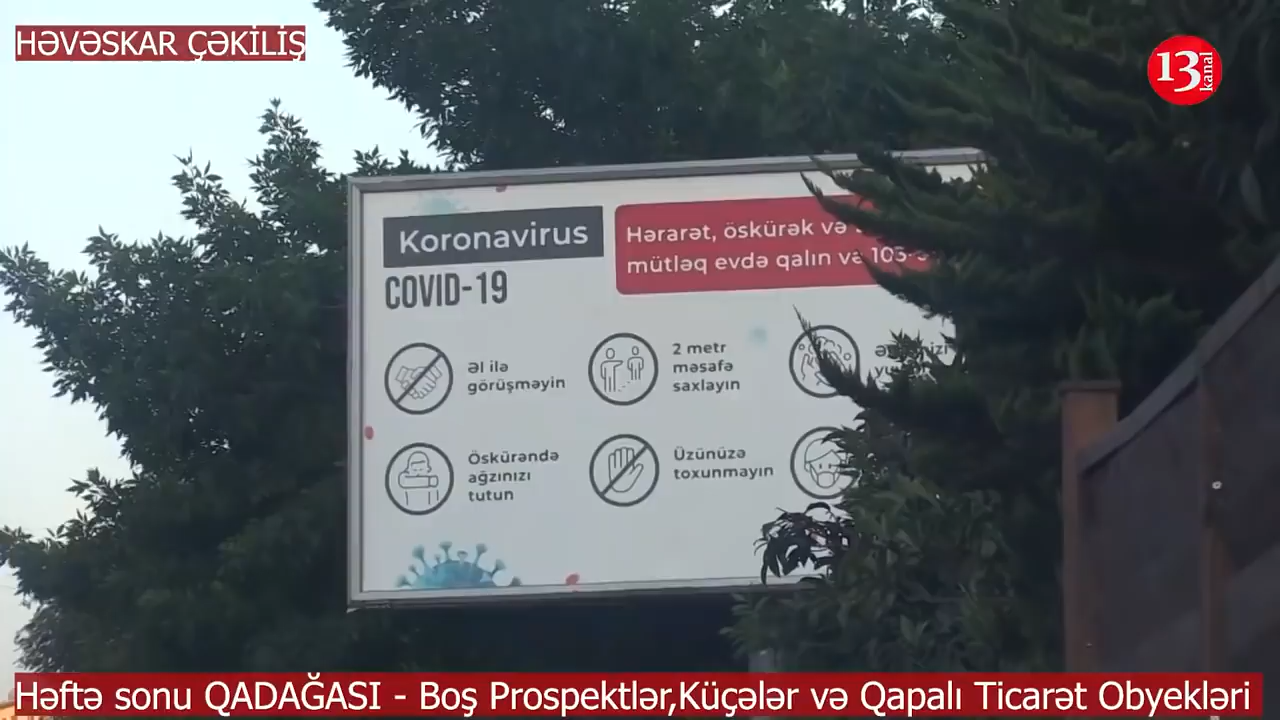 HƏVƏSKAR ÇƏKİLİŞ
13 kanal
Koronavirus
COVID-19
Hərarət, öskürək və
mütləq evdə qalın və 103
Əl ilə
görüşməyin
2 metr
məsafə
saxlayın
Öskürəndə
ağzınızı
tutun
Üzünüzə
toxunmayın
Həftə sonu QADAĞASI - Boş Prospektlər,Küçələr və Qapalı Ticarət Obyekləri